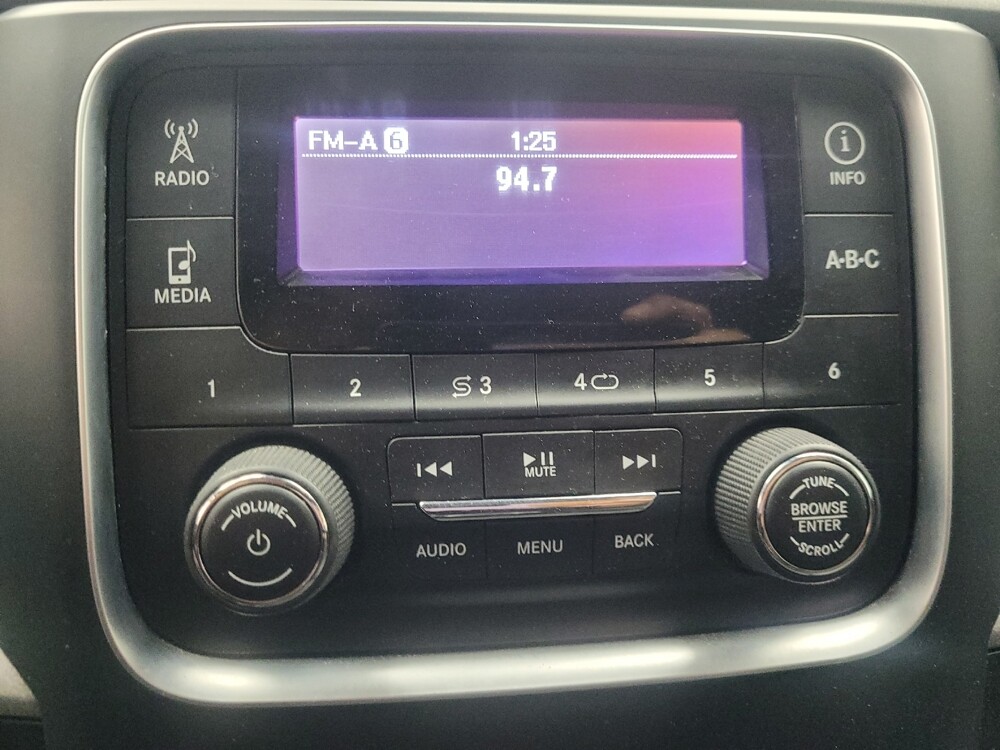 FM-A 6 1:25
94.7
RADIO
INFO
MEDIA
A·B·C
1 2 3 4 5 6
MUTE
VOLUME
TUNE
BROWSE
ENTER
SCROLL
AUDIO MENU BACK